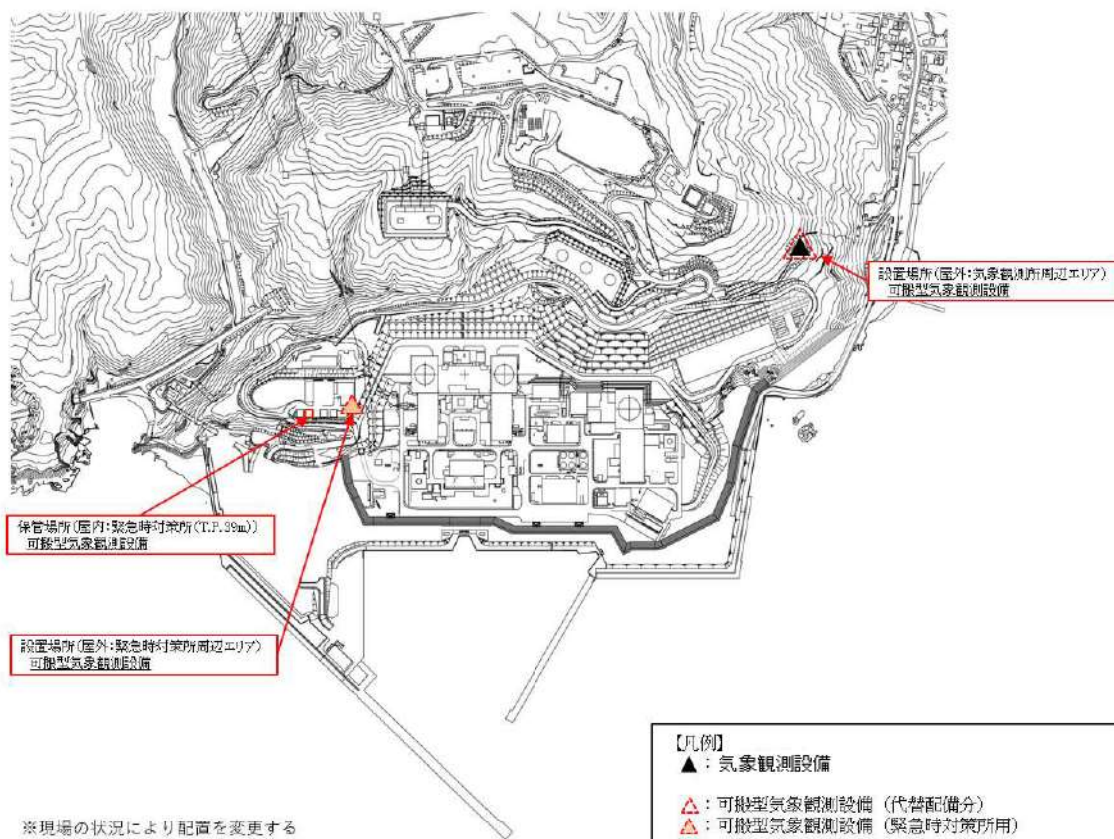 設置場所(屋外:気象観測所周辺エリア)
可搬型気象観測設備
保管場所(屋内:緊急時対策所(T.P.39m))
可搬型気象観測設備
設置場所(屋外:緊急時対策所周辺エリア)
可搬型気象観測設備
【凡例】
▲:気象観測設備
△:可搬型気象観測設備(代替配備分)
△:可搬型気象観測設備(緊急時対策所用)
※現場の状況により配置を変更する